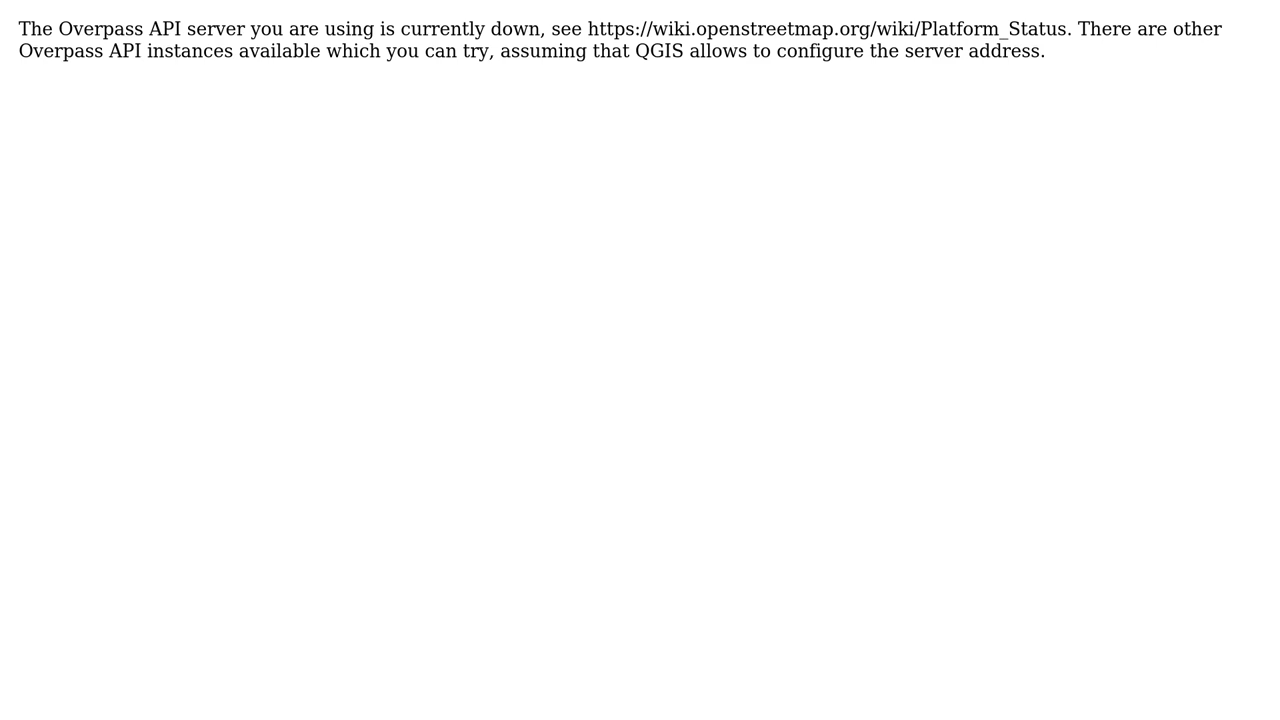 The Overpass API server you are using is currently down, see https://wiki.openstreetmap.org/wiki/Platform_Status. There are other
Overpass API instances available which you can try, assuming that QGIS allows to configure the server address.